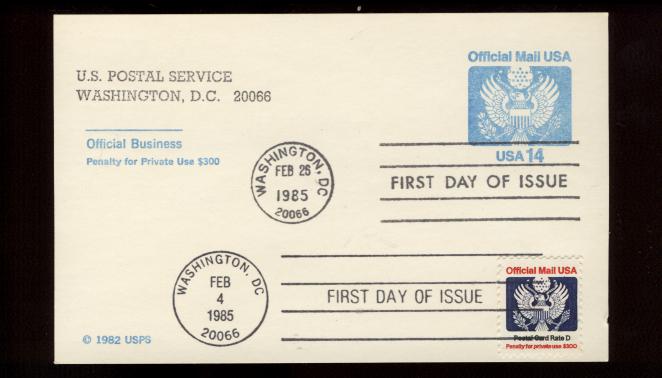 U.S. POSTAL SERVICE
WASHINGTON, D.C. 20066
Official Business
Penalty for Private Use $300
Official Mail USA
USA 14
WASHINGTON, DC
FEB 26
1985
20066
FIRST DAY OF ISSUE
WASHINGTON, DC
FEB
4
1985
20066
FIRST DAY OF ISSUE
Official Mail USA
Postal Card Rate D
Penalty for private use $300
© 1982 USPS